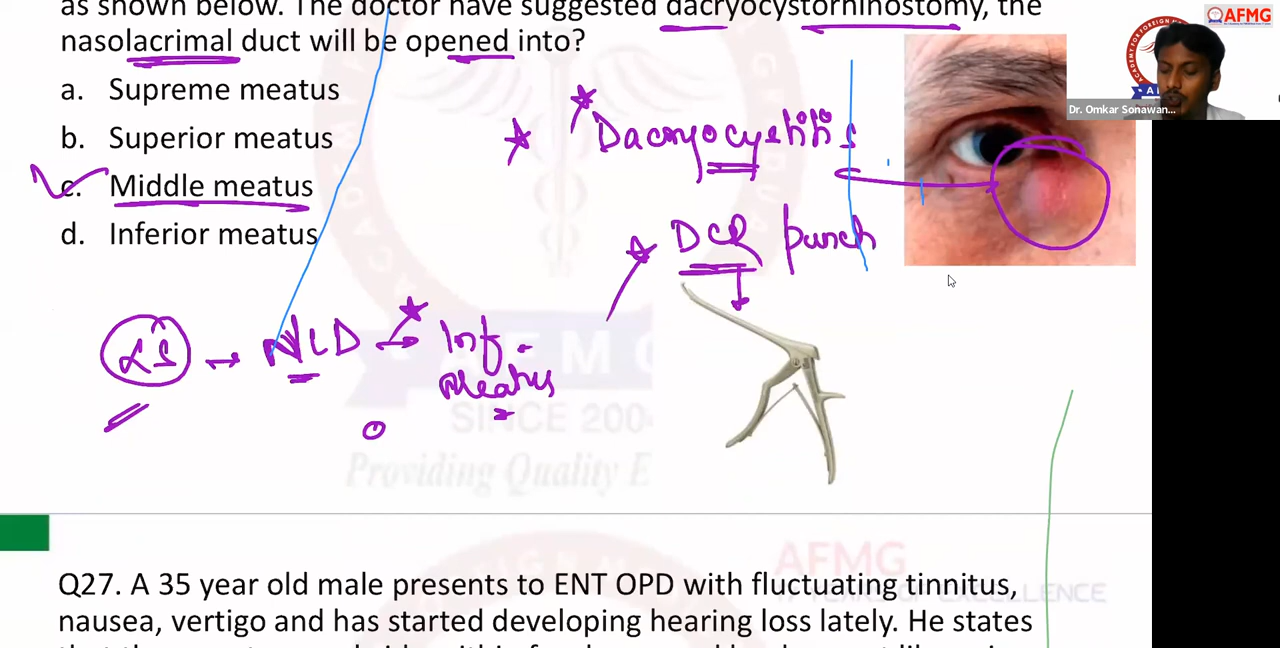 as shown below. The doctor have suggested dacryocystorhinostomy, the
nasolacrimal duct will be opened into?
a. Supreme meatus
b. Superior meatus
c. Middle meatus
d. Inferior meatus
Dacryocystitis
DCR punch
LS → NLD → Inf.
meatus
SINCE 200
Providing Quality E
AFMG
Dr. Omkar Sonawan...
AFMG
EXCELLENCE
Q27. A 35 year old male presents to ENT OPD with fluctuating tinnitus,
nausea, vertigo and has started developing hearing loss lately. He states